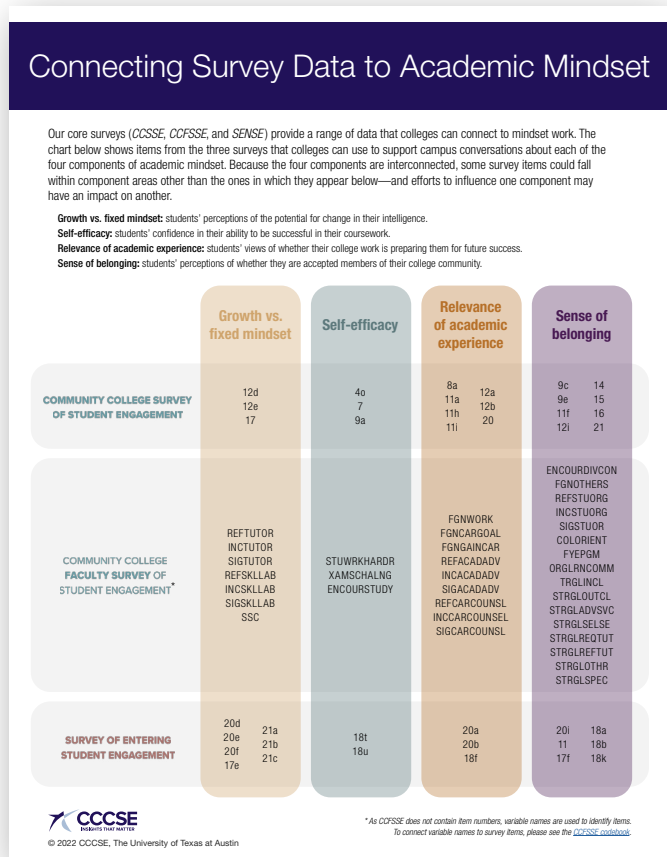 Connecting Survey Data to Academic Mindset
Our core surveys (CCSSE, CCFSSE, and SENSE) provide a range of data that colleges can connect to mindset work. The
chart below shows items from the three surveys that colleges can use to support campus conversations about each of the
four components of academic mindset. Because the four components are interconnected, some survey items could fall
within component areas other than the ones in which they appear below—and efforts to influence one component may
have an impact on another.
Growth vs. fixed mindset: students’ perceptions of the potential for change in their intelligence.
Self-efficacy: students’ confidence in their ability to be successful in their coursework.
Relevance of academic experience: students’ views of whether their college work is preparing them for future success.
Sense of belonging: students’ perceptions of whether they are accepted members of their college community.
Growth vs.
fixed mindset
Self-efficacy
Relevance
of academic
experience
Sense of
belonging
COMMUNITY COLLEGE SURVEY
OF STUDENT ENGAGEMENT
12d
12e
17
4o
7
9a
8a
11a
11h
11i
12a
12b
20
9c
9e
11f
12i
14
15
16
21
COMMUNITY COLLEGE
FACULTY SURVEY OF
STUDENT ENGAGEMENT*
REFTUTOR
INCTUTOR
SIGTUTOR
REFSKLLAB
INCSKLLAB
SIGSKLLAB
SSC
STUWRKHARDR
XAMSCHALNG
ENCOURSTUDY
FGNWORK
FGNCARGOAL
FGNGAINCAR
REFACADADV
INCACADADV
SIGACADADV
REFCARCOUNSL
INCCARCOUNSEL
SIGCARCOUNSL
ENCOURDIVCON
FGNOTHERS
REFSTUORG
INCSTUORG
SIGSTUOR
COLORIENT
FYEPGM
ORGLRNCOMM
TRGLINCL
STRGLOUTCL
STRGLADVSVC
STRGLSELSE
STRGLREQTUT
STRGLREFTUT
STRGLOTHR
STRGLSPEC
SURVEY OF ENTERING
STUDENT ENGAGEMENT
20d
20e
20f
17e
21a
21b
21c
18t
18u
20a
20b
18f
20i
11
17f
18a
18b
18k
CCCSE
INSIGHTS THAT MATTER
© 2022 CCCSE, The University of Texas at Austin
* As CCFSSE does not contain item numbers, variable names are used to identify items.
To connect variable names to survey items, please see the CCFSSE codebook.